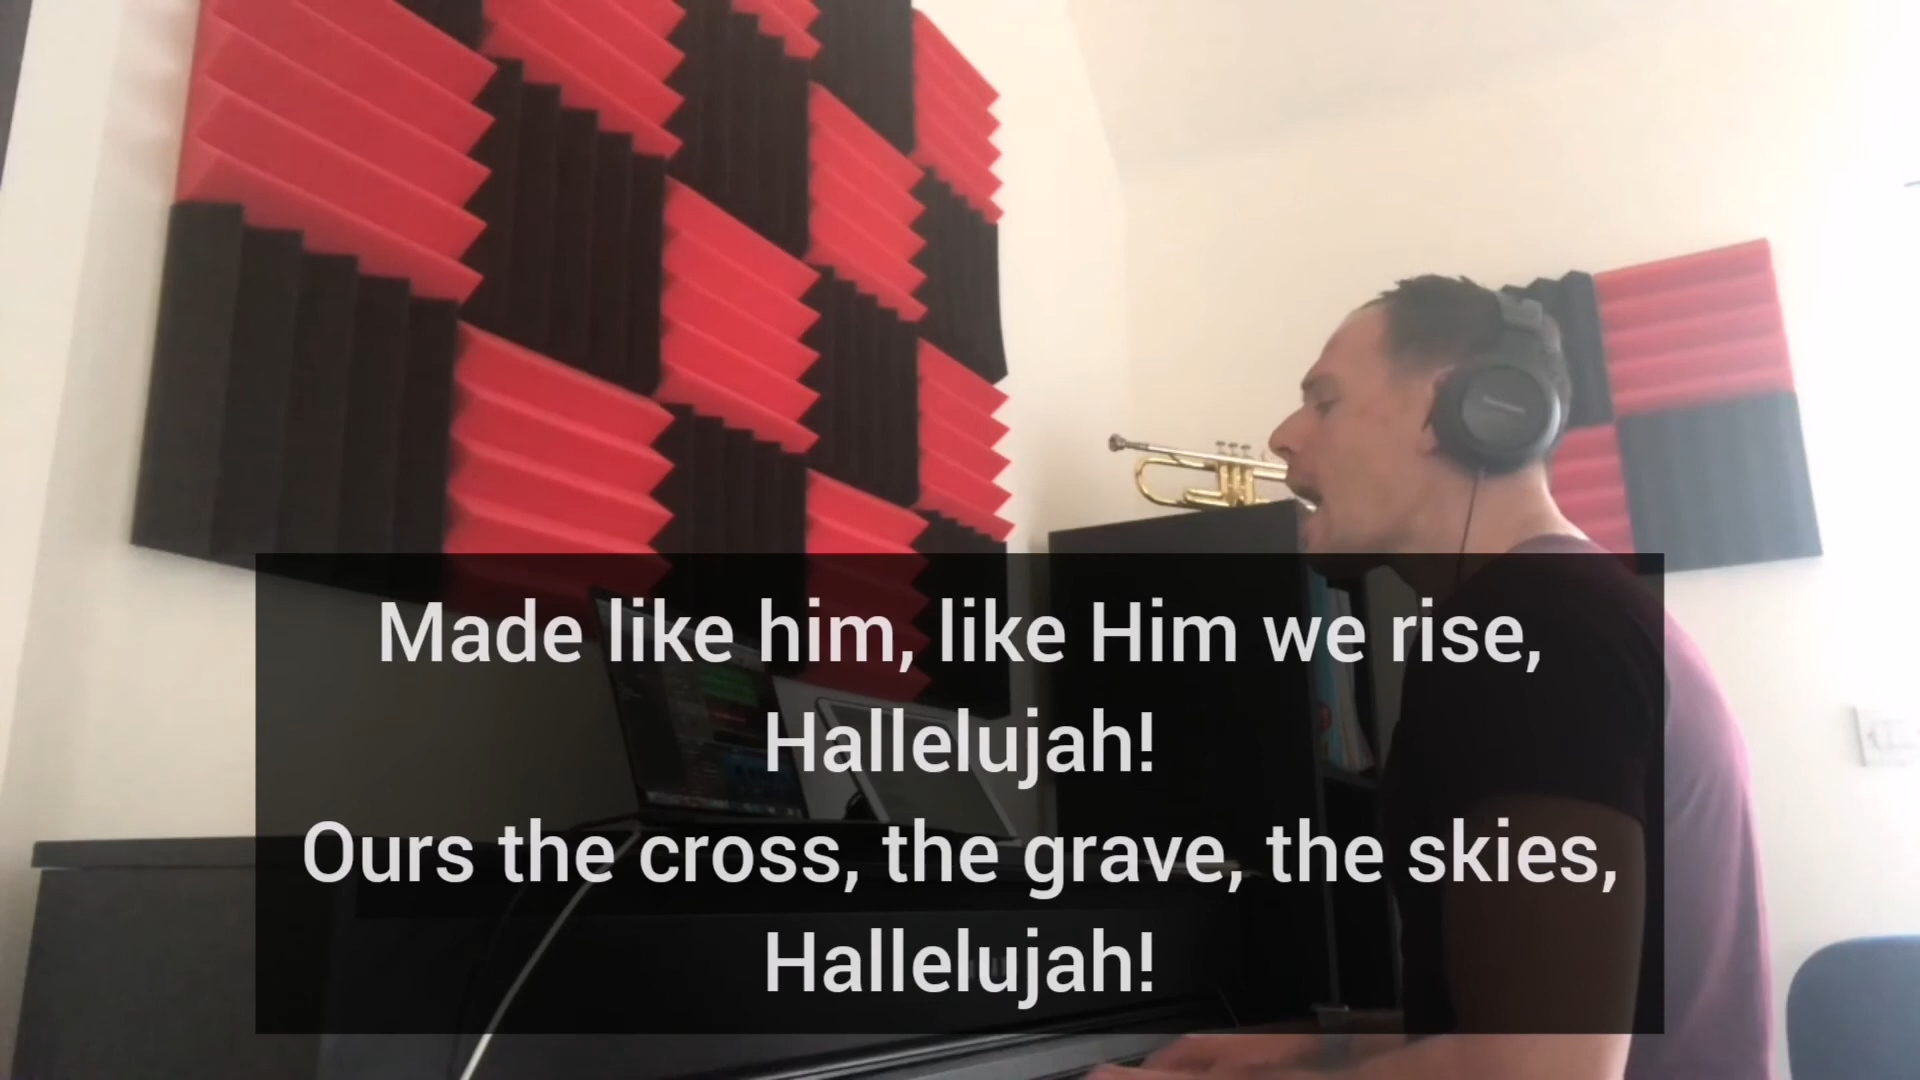 Made like him, like Him we rise,
Hallelujah!
Ours the cross, the grave, the skies,
Hallelujah!